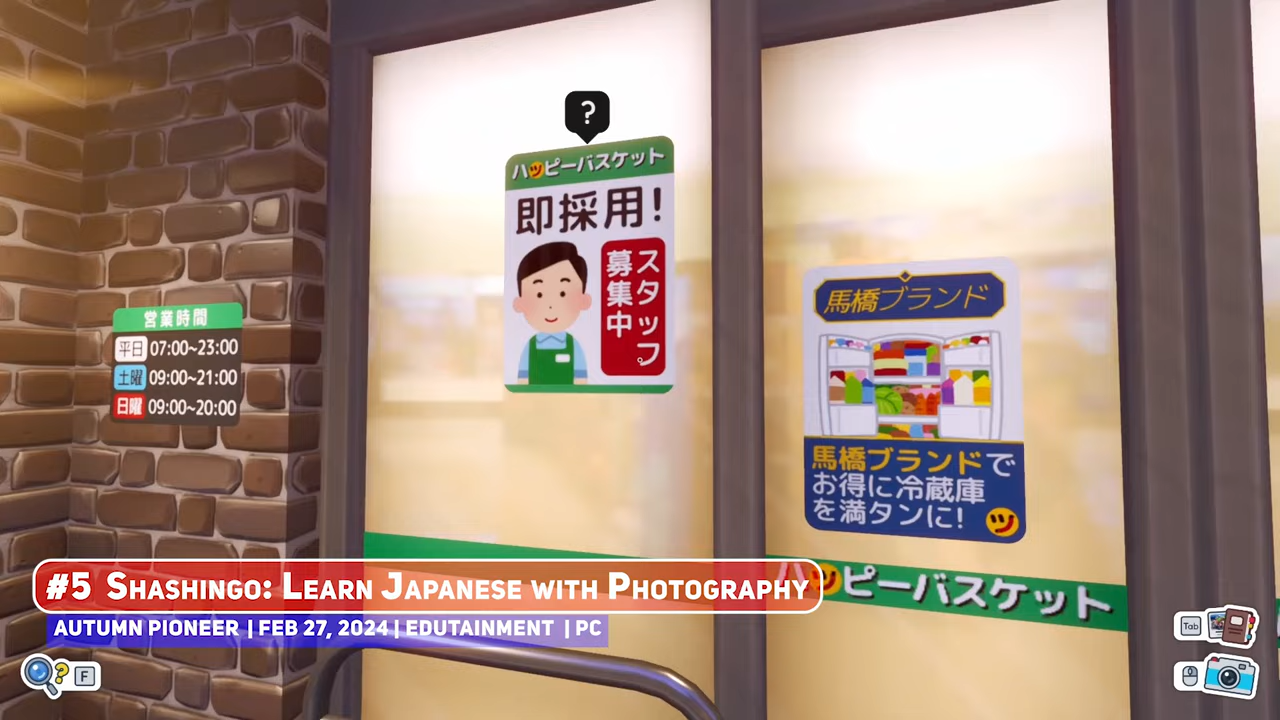 ?
ハッピーバスケット
即採用!
スタッフ
募集中
営業時間
平日 07:00~23:00
土曜 09:00~21:00
日曜 09:00~20:00
馬橋ブランド
馬橋ブランドで
お得に冷蔵庫
を満タンに!
ハッピーバスケット
#5 Shashingo: Learn Japanese with Photography
AUTUMN PIONEER | FEB 27, 2024 | EDUTAINMENT | PC
? F
Tab